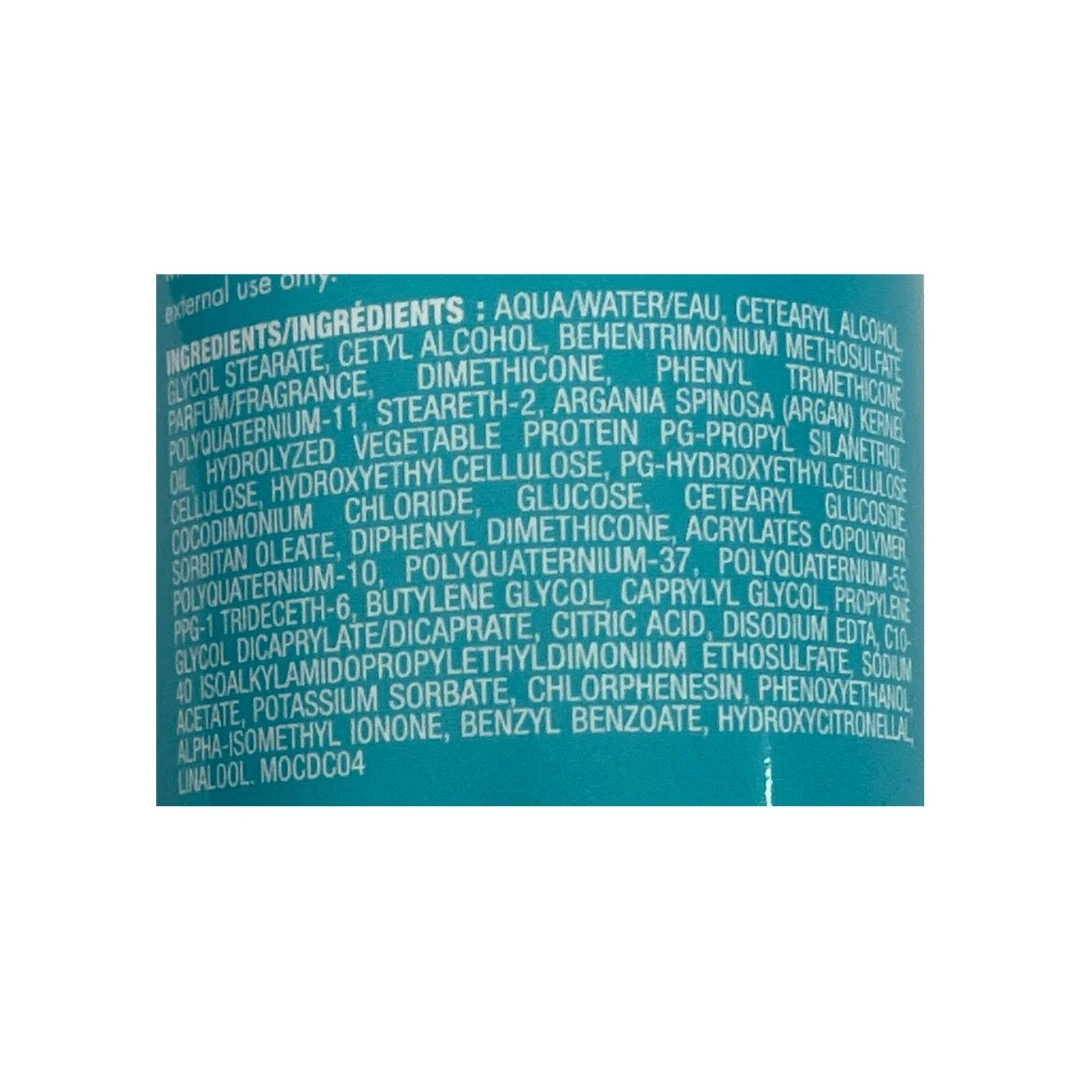 external use only.
INGREDIENTS/INGRÉDIENTS : AQUA/WATER/EAU, CETEARYL ALCOHOL,
GLYCOL STEARATE, CETYL ALCOHOL, BEHENTRIMONIUM METHOSULFATE,
PARFUM/FRAGRANCE, DIMETHICONE, PHENYL TRIMETHICONE,
POLYQUATERNIUM-11, STEARETH-2, ARGANIA SPINOSA (ARGAN) KERNEL
OIL, HYDROLYZED VEGETABLE PROTEIN PG-PROPYL SILANETRIOL,
CELLULOSE, HYDROXYETHYLCELLULOSE, PG-HYDROXYETHYLCELLULOSE
COCODIMONIUM CHLORIDE, GLUCOSE, CETEARYL GLUCOSIDE,
SORBITAN OLEATE, DIPHENYL DIMETHICONE, ACRYLATES COPOLYMER,
POLYQUATERNIUM-10, POLYQUATERNIUM-37, POLYQUATERNIUM-55,
PPG-1 TRIDECETH-6, BUTYLENE GLYCOL, CAPRYLYL GLYCOL, PROPYLENE
GLYCOL DICAPRYLATE/DICAPRATE, CITRIC ACID, DISODIUM EDTA, C10-
40 ISOALKYLAMIDOPROPYLETHYLDIMONIUM ETHOSULFATE, SODIUM
ACETATE, POTASSIUM SORBATE, CHLORPHENESIN, PHENOXYETHANOL,
ALPHA-ISOMETHYL IONONE, BENZYL BENZOATE, HYDROXYCITRONELLAL,
LINALOOL. MOCDC04